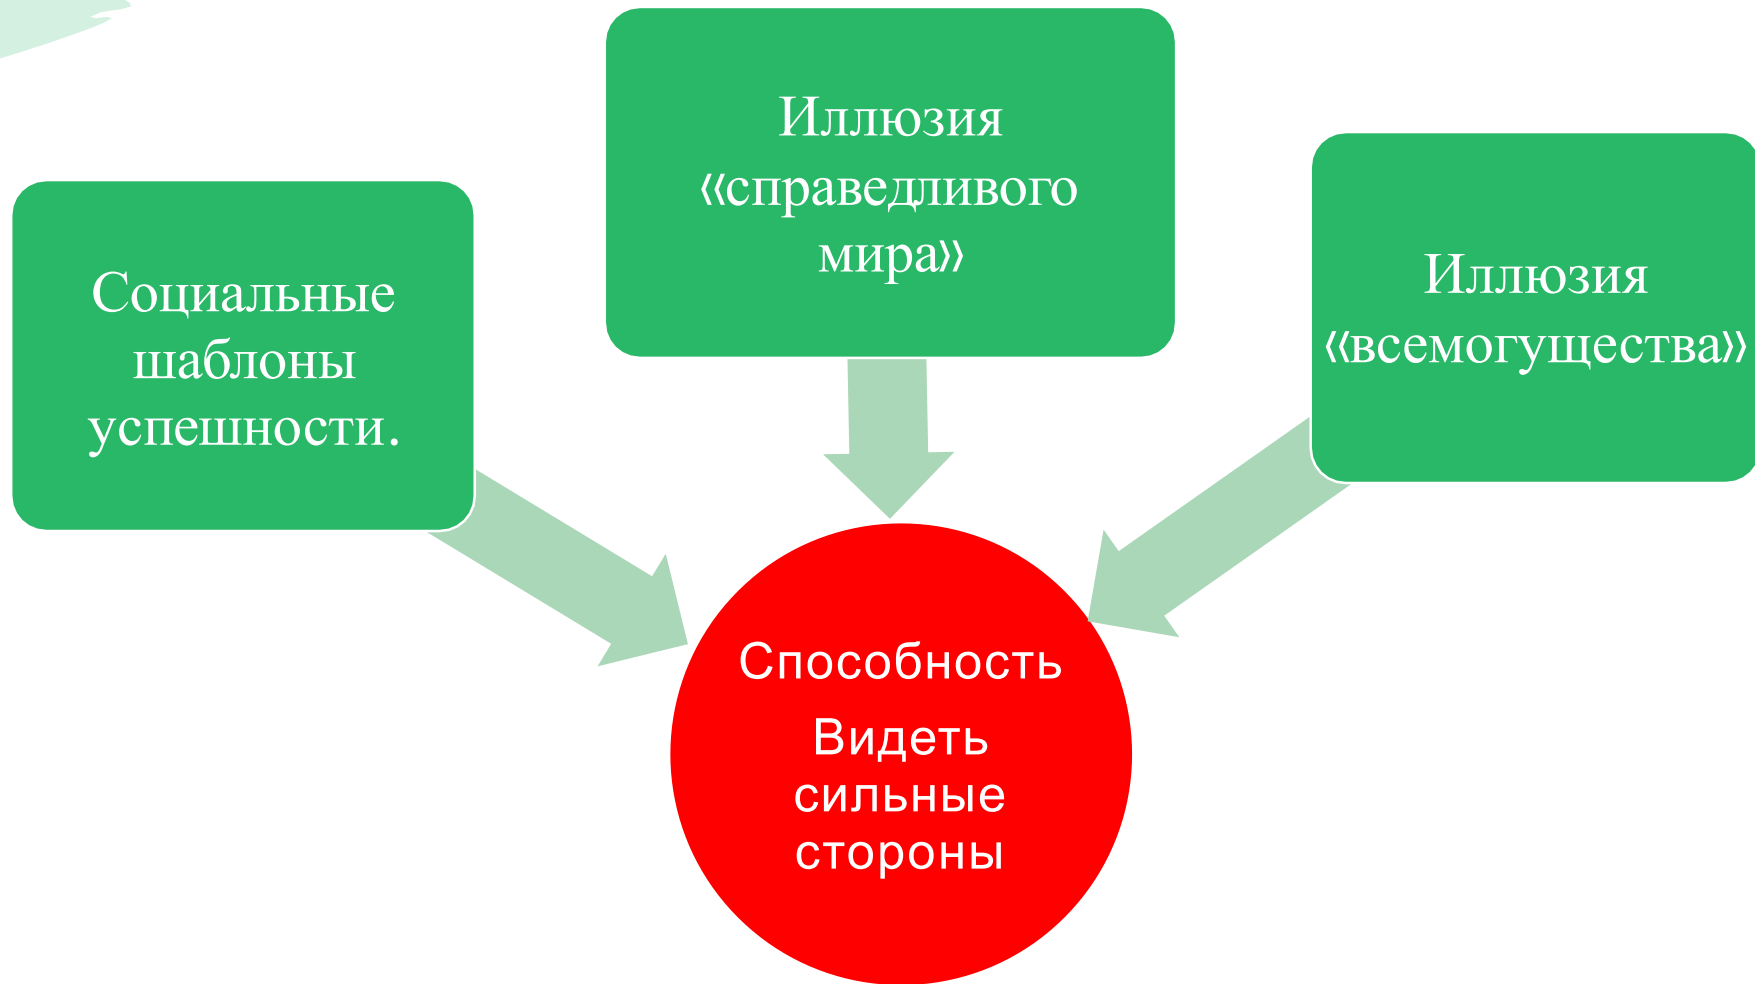 Социальные
шаблоны
успешности.
Иллюзия
«справедливого
мира»
Иллюзия
«всемогущества»
Способность
Видеть
сильные
стороны